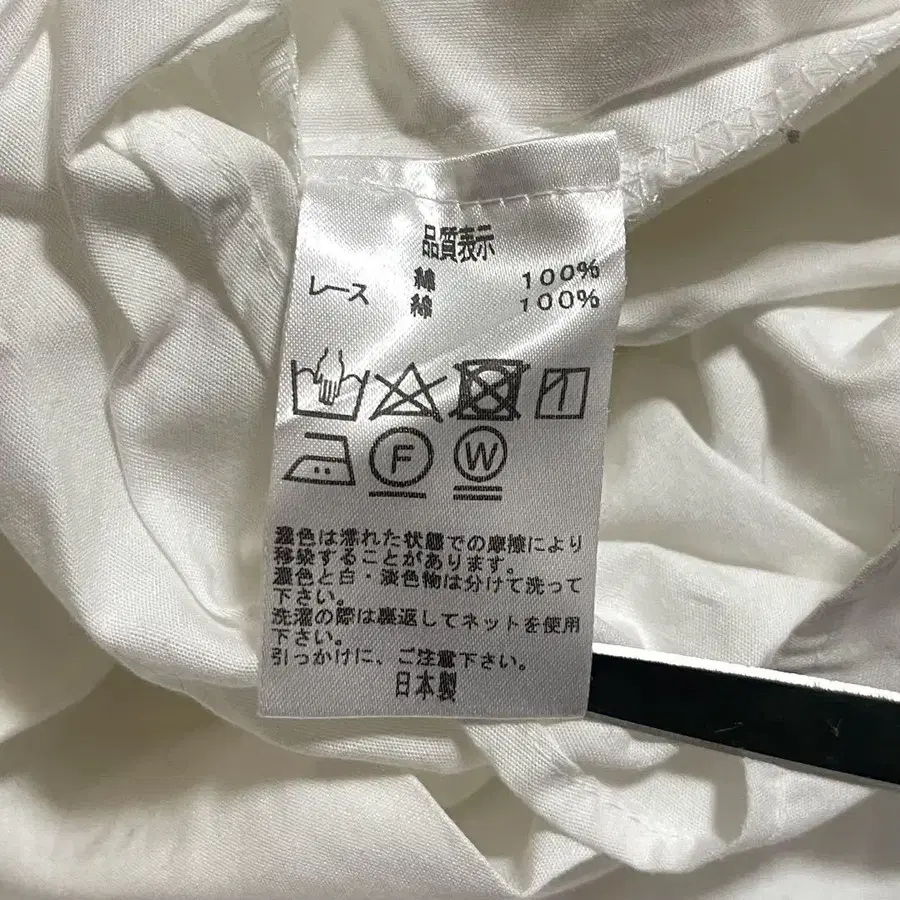 品質表示
綿 100%
レース 綿 100%
F W
濃色は濡れた状態での摩擦により
移染することがあります。
濃色と白・淡色物は分けて洗って
下さい。
洗濯の際は裏返してネットを使用
下さい。
引っかけに、ご注意下さい。
日本製